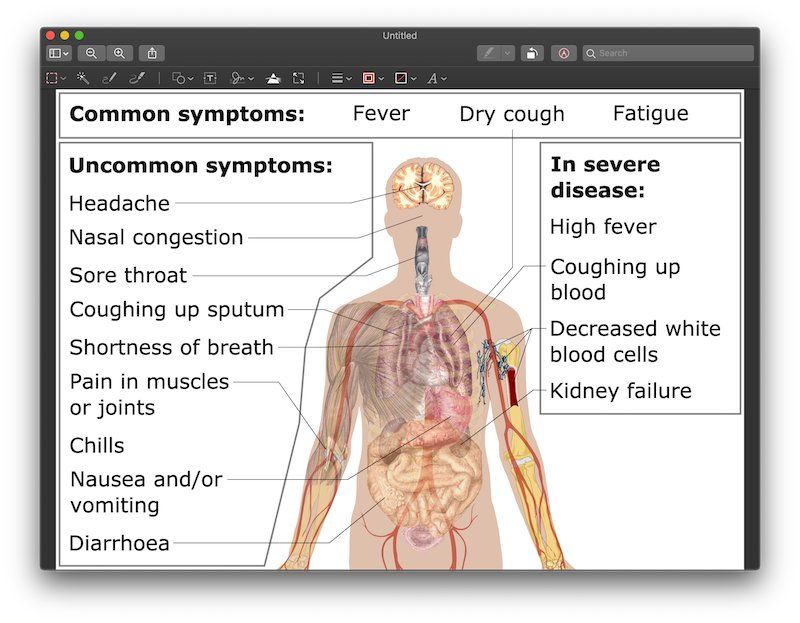 Untitled
Search
Common symptoms: Fever Dry cough Fatigue
Uncommon symptoms:
Headache
Nasal congestion
Sore throat
Coughing up sputum
Shortness of breath
Pain in muscles
or joints
Chills
Nausea and/or
vomiting
Diarrhoea
In severe
disease:
High fever
Coughing up
blood
Decreased white
blood cells
Kidney failure